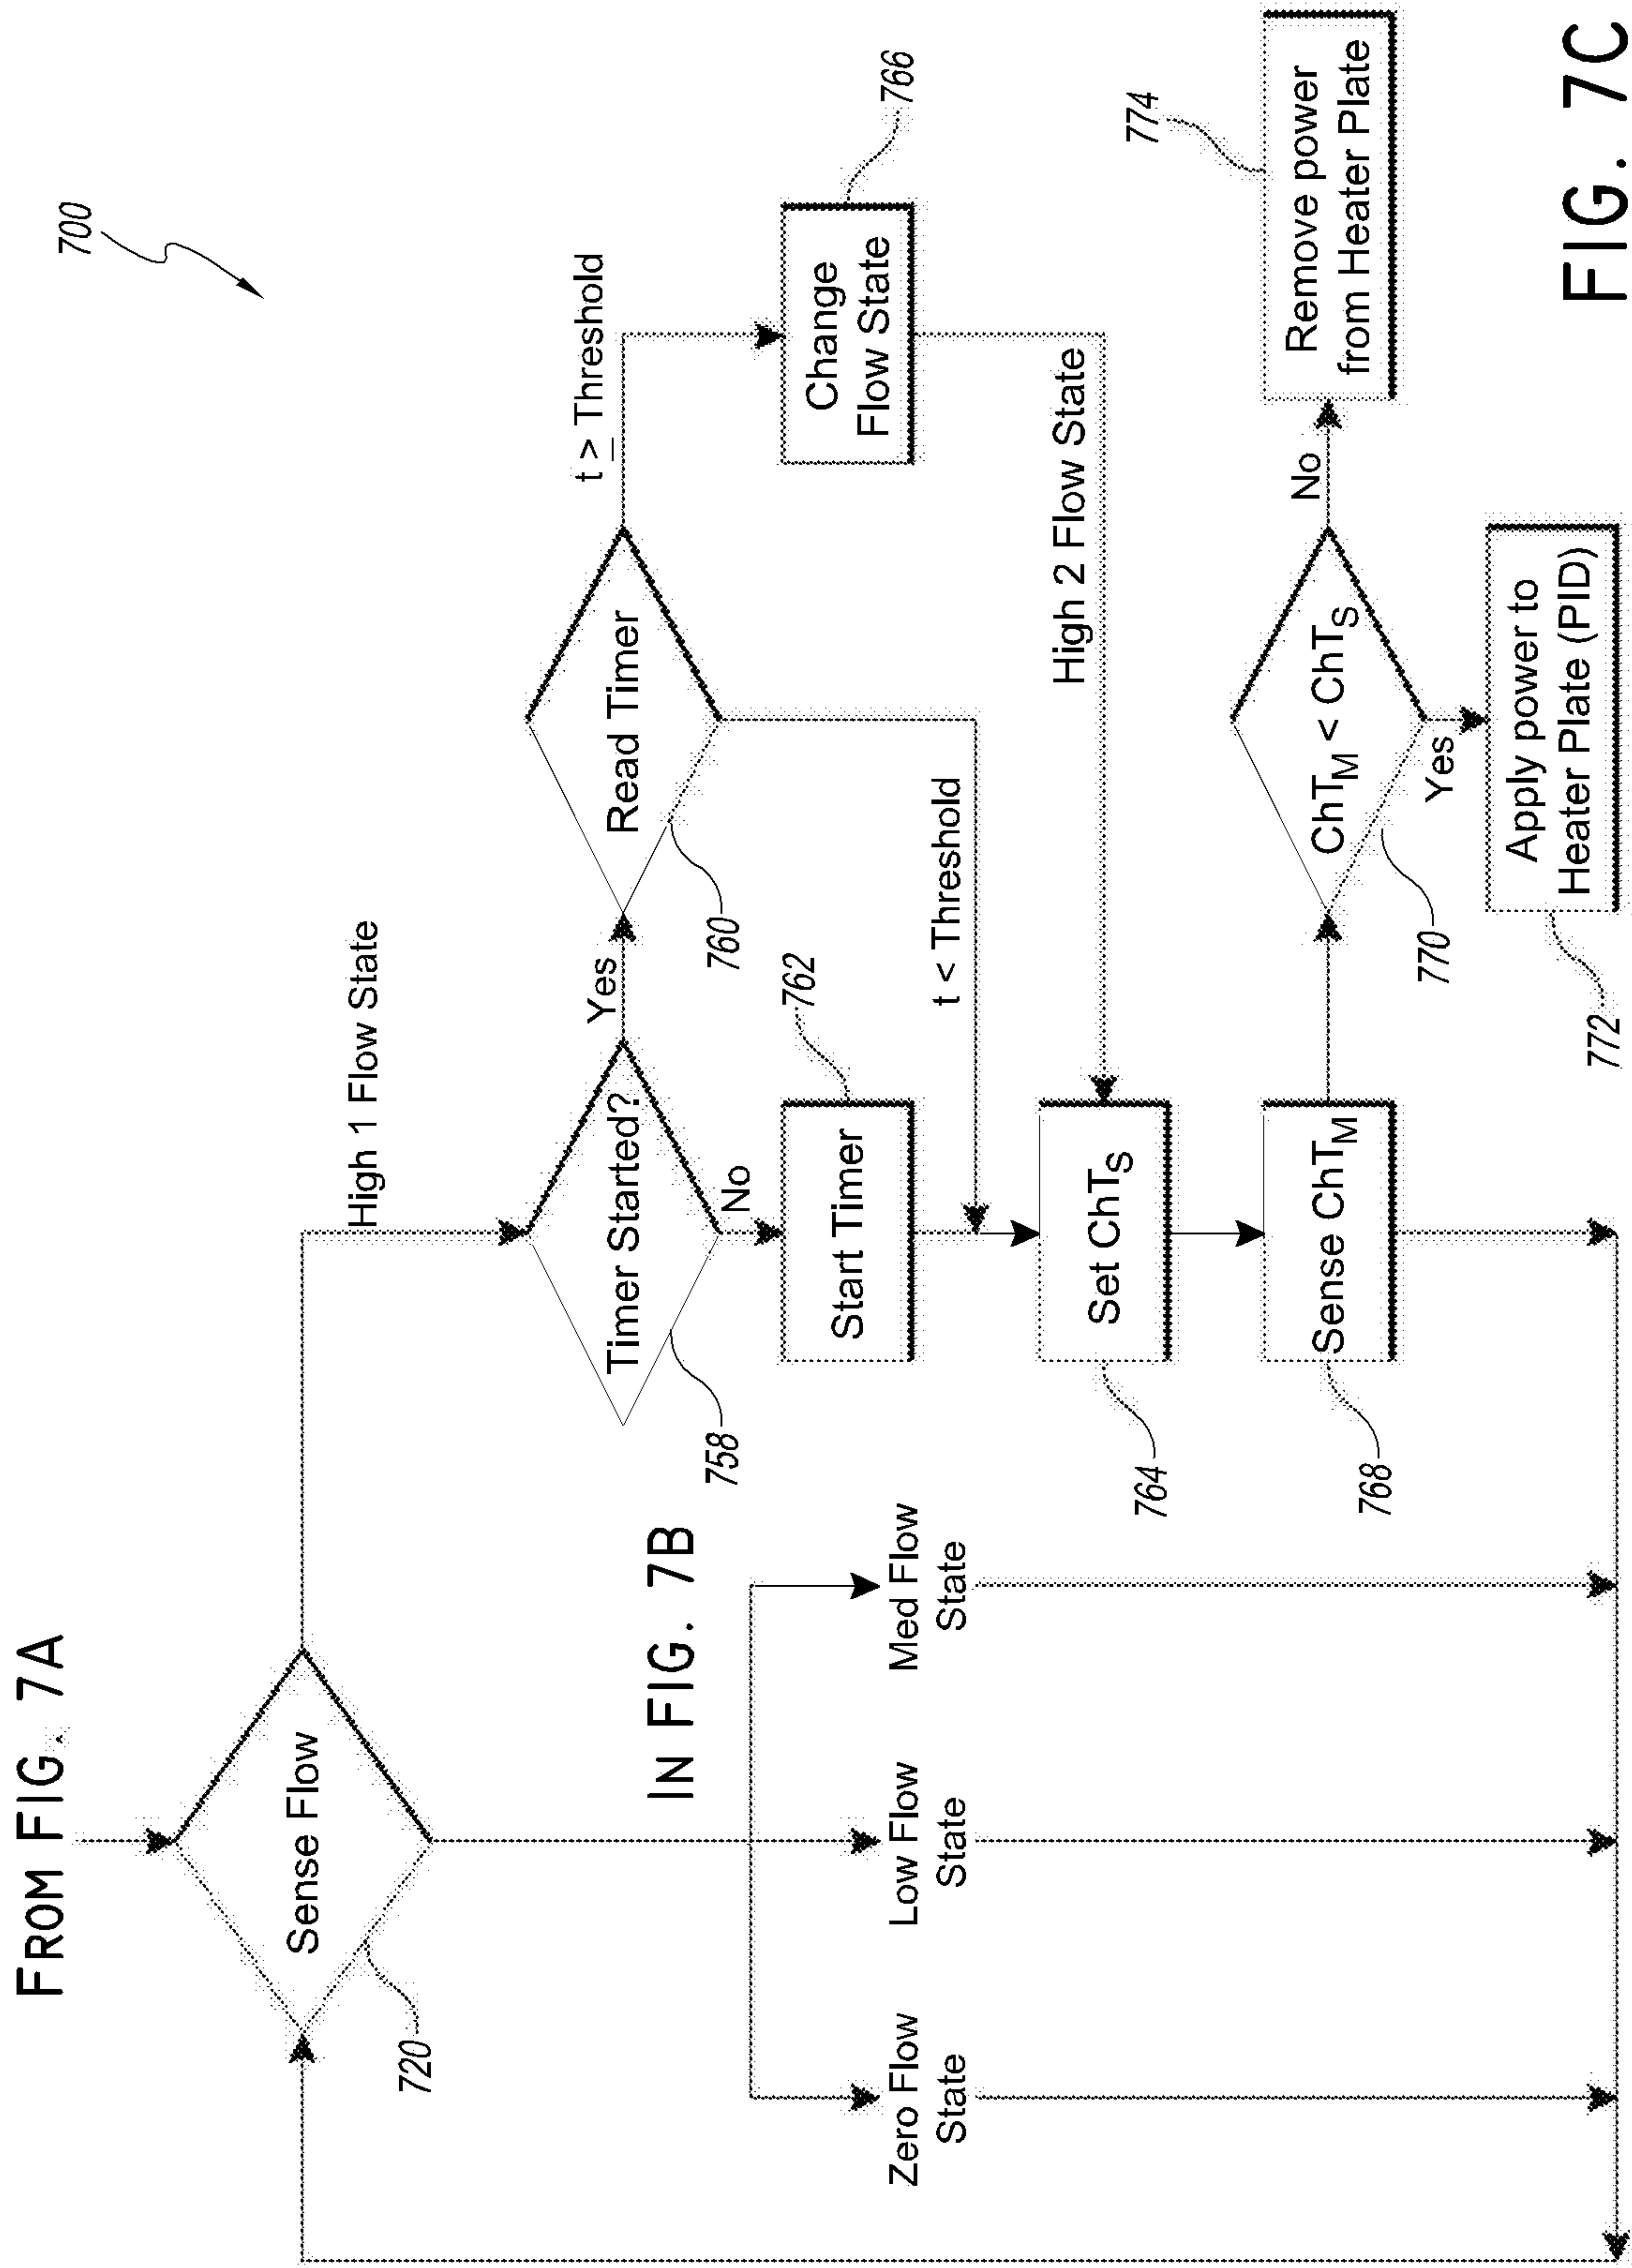 FROM FIG. 7A
700
Sense Flow
720
High 1 Flow State
Timer Started?
758
Yes
No
Read Timer
760
t ≥ Threshold
t < Threshold
Start Timer
762
Change
Flow State
766
High 2 Flow State
IN FIG. 7B
Zero Flow
State
Low Flow
State
Med Flow
State
Set ChTS
764
Sense ChTM
768
ChTM < ChTS
770
No
Yes
Remove power
from Heater Plate
774
Apply power to
Heater Plate (PID)
772
FIG. 7C